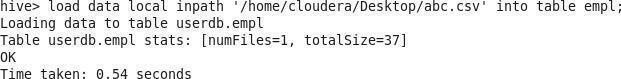 hive> load data local inpath '/home/cloudera/Desktop/abc.csv' into table empl;
Loading data to table userdb.empl
Table userdb.empl stats: [numFiles=1, totalSize=37]
OK
Time taken: 0.54 seconds